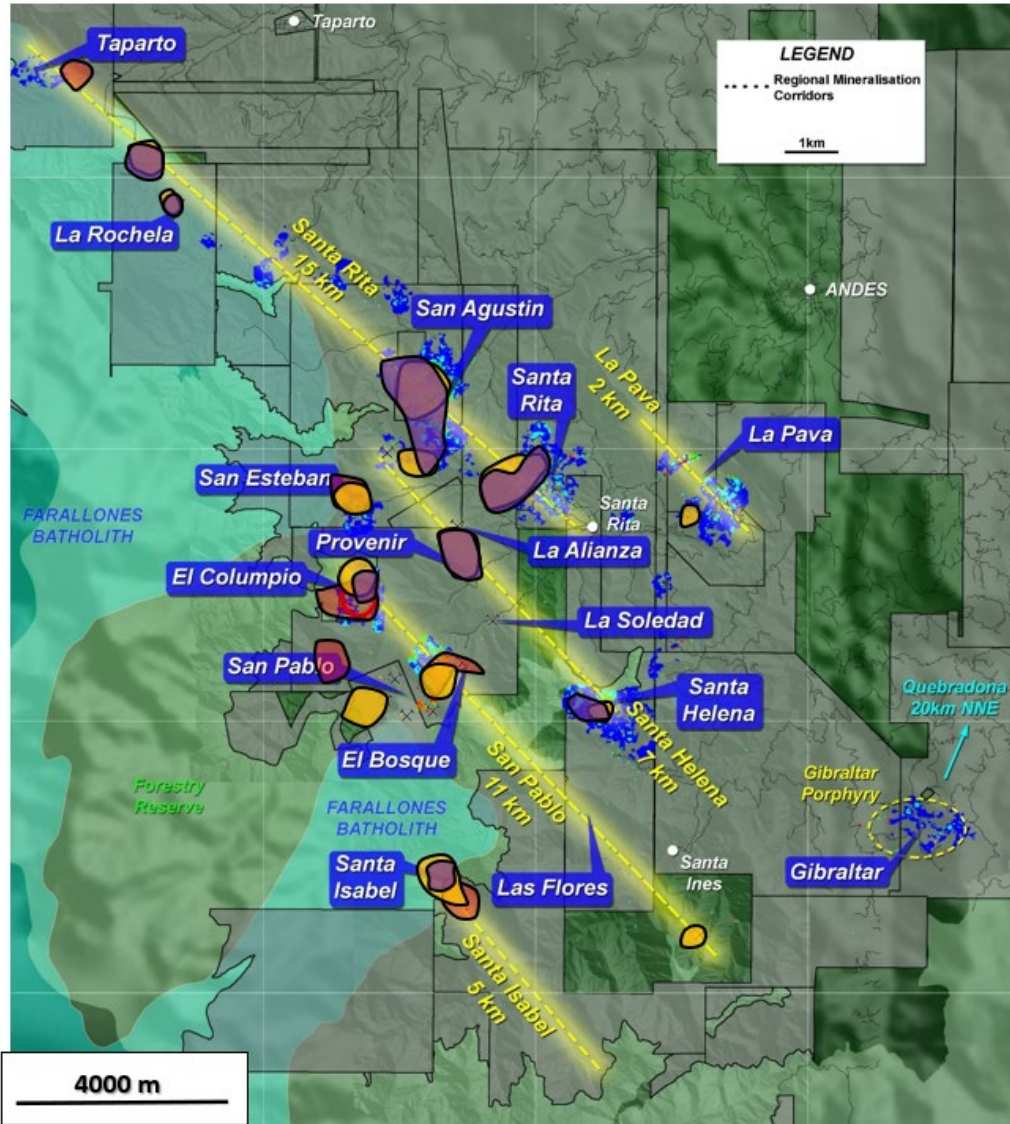 Taparto
Taparto
LEGEND
Regional Mineralisation
Corridors
1km
La Rochela
Santa Rita
15 km
ANDES
San Agustin
La Pava
2 km
Santa
Rita
La Pava
San Esteban
FARALLONES
BATHOLITH
Santa
Rita
Provenir
La Alianza
El Columpio
La Soledad
San Pablo
Santa
Helena
Quebradona
20km NNE
Santa Helena
7 km
El Bosque
San Pablo
11 km
Forestry
Reserve
Gibraltar
Porphyry
FARALLONES
BATHOLITH
Santa
Isabel
Las Flores
Santa
Ines
Gibraltar
Santa Isabel
5 km
4000 m